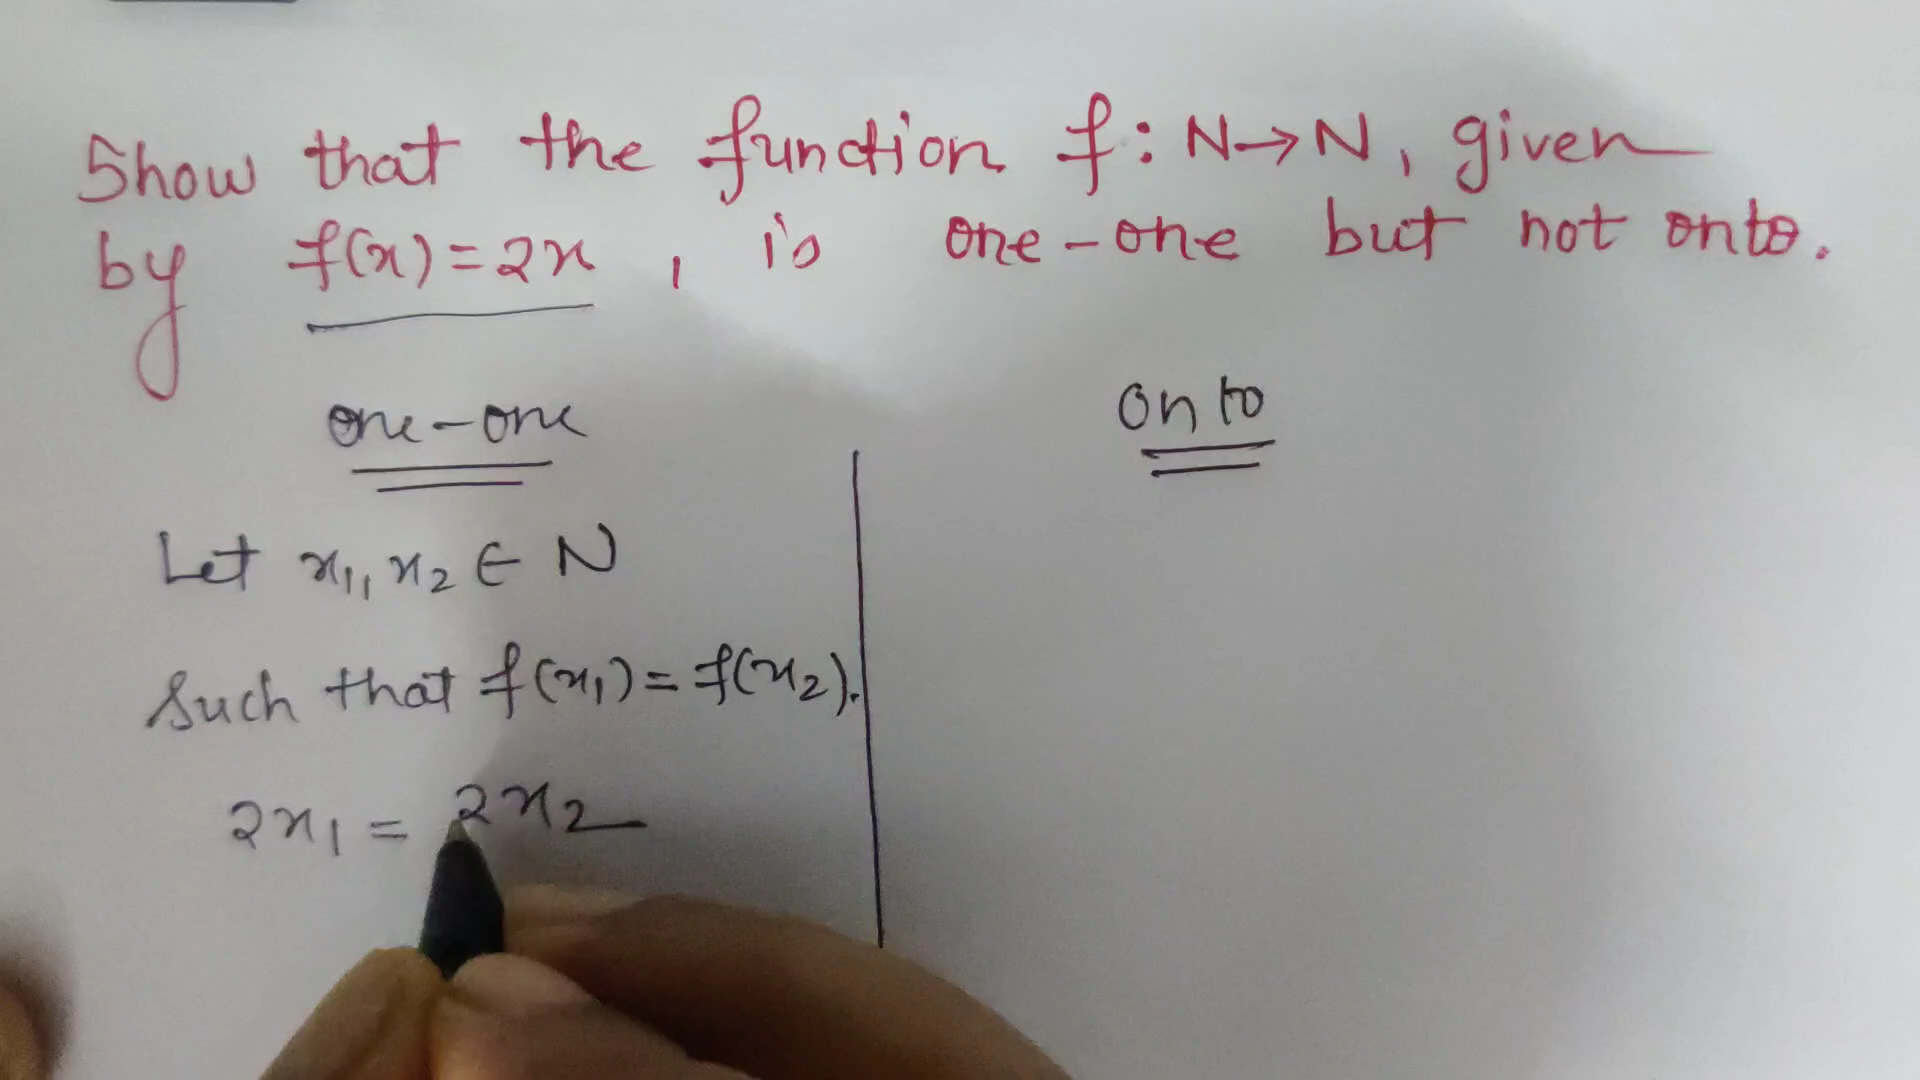 Show that the function f: N→N, given
by f(x)=2x, is one-one but not onto.
one-one
Let x₁, x₂ ∈ N
Such that f(x₁)=f(x₂).
2x₁ = 2x₂
Onto